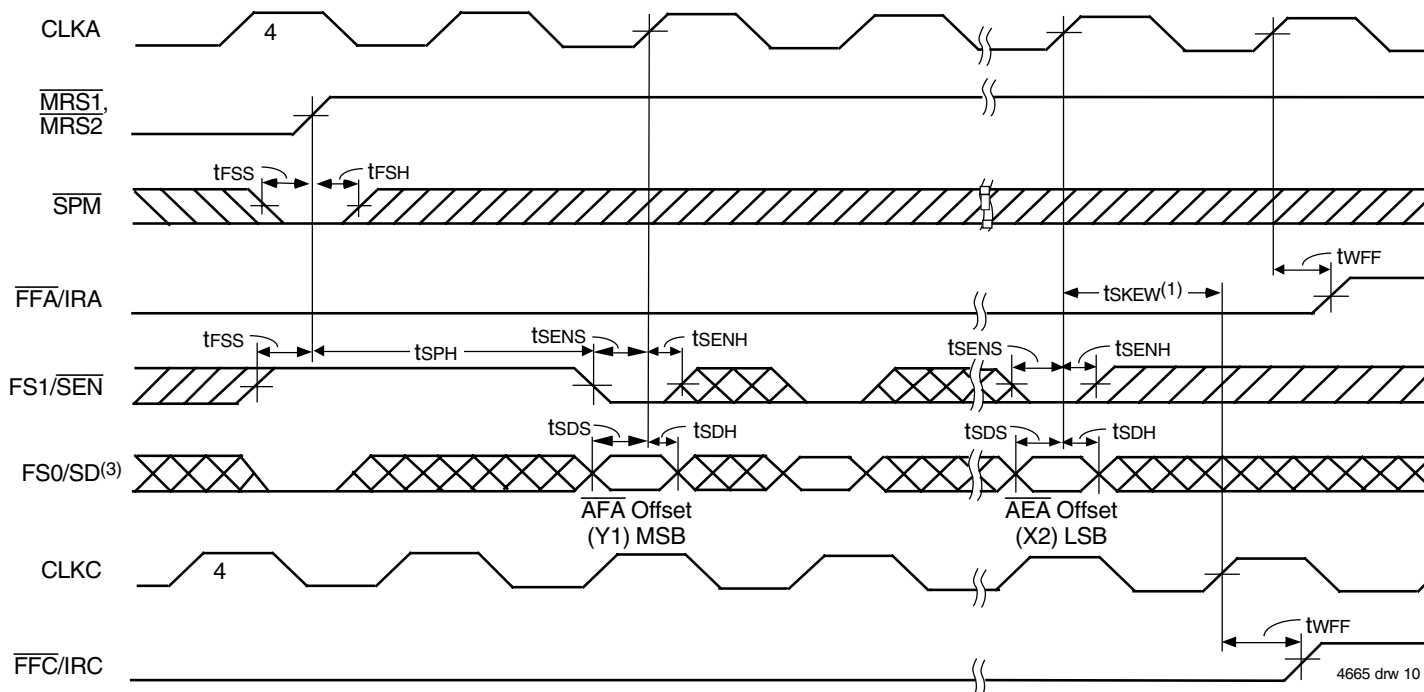 CLKA
4
MRS1,
MRS2
tFSS
tFSH
SPM
tWFF
FFA/IRA
tSKEW(1)
tFSS
tSPH
tSENS
tSENH
tSENS
tSENH
FS1/SEN
tSDS
tSDH
tSDS
tSDH
FS0/SD(3)
AFA Offset
(Y1) MSB
AEA Offset
(X2) LSB
CLKC
4
tWFF
FFC/IRC
4665 drw 10